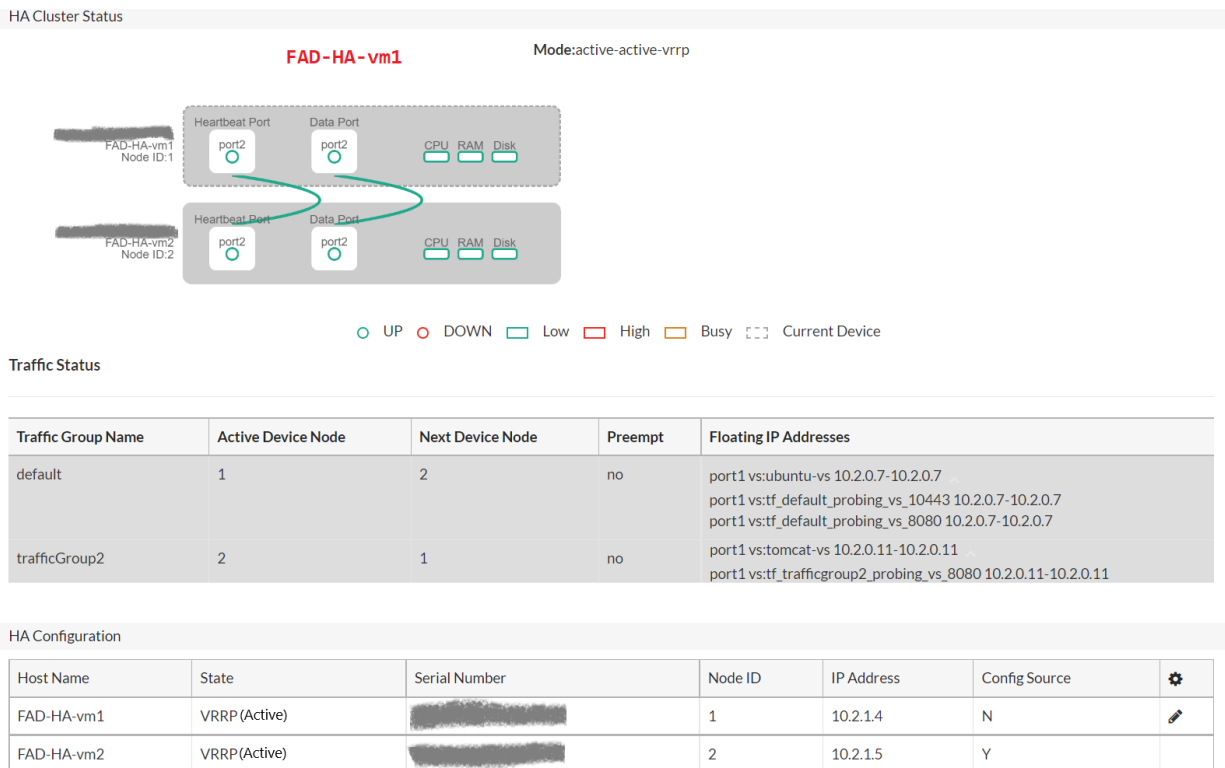 HA Cluster Status
FAD-HA-vm1
Mode:active-active-vrrp
Heartbeat Port Data Port
port2 port2 CPU RAM Disk
FAD-HA-vm1
Node ID:1
Heartbeat Port Data Port
port2 port2 CPU RAM Disk
FAD-HA-vm2
Node ID:2
UP DOWN Low High Busy Current Device
Traffic Status
Traffic Group Name Active Device Node Next Device Node Preempt Floating IP Addresses
default 1 2 no port1 vs:ubuntu-vs 10.2.0.7-10.2.0.7
port1 vs:tf_default_probing_vs_10443 10.2.0.7-10.2.0.7
port1 vs:tf_default_probing_vs_8080 10.2.0.7-10.2.0.7
trafficGroup2 2 1 no port1 vs:tomcat-vs 10.2.0.11-10.2.0.11
port1 vs:tf_trafficgroup2_probing_vs_8080 10.2.0.11-10.2.0.11
HA Configuration
Host Name State Serial Number Node ID IP Address Config Source
FAD-HA-vm1 VRRP(Active) 1 10.2.1.4 N
FAD-HA-vm2 VRRP(Active) 2 10.2.1.5 Y